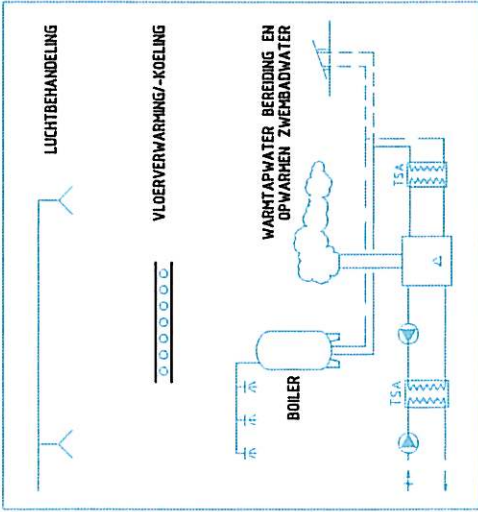 LUCHTBEHANDELING
VLOERVERWARMING/-KOELING
WARMTAPWATER BEREIDING EN
OPWARMEN ZWEMBADWATER
BOILER
TSA
TSA